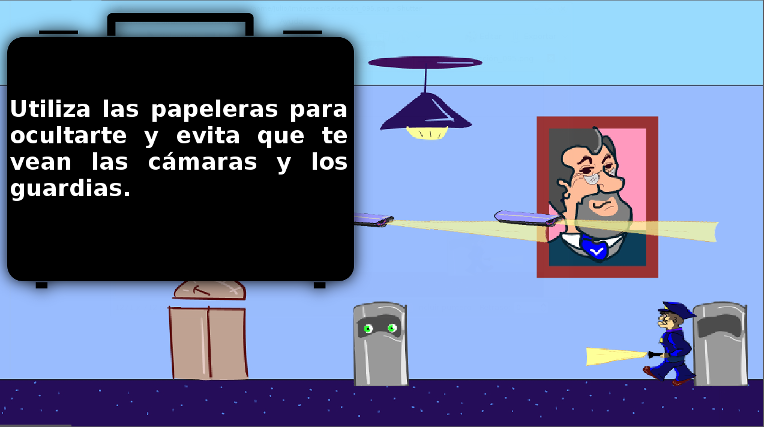 Utiliza las papeleras para
ocultarte y evita que te
vean las cámaras y los
guardias.